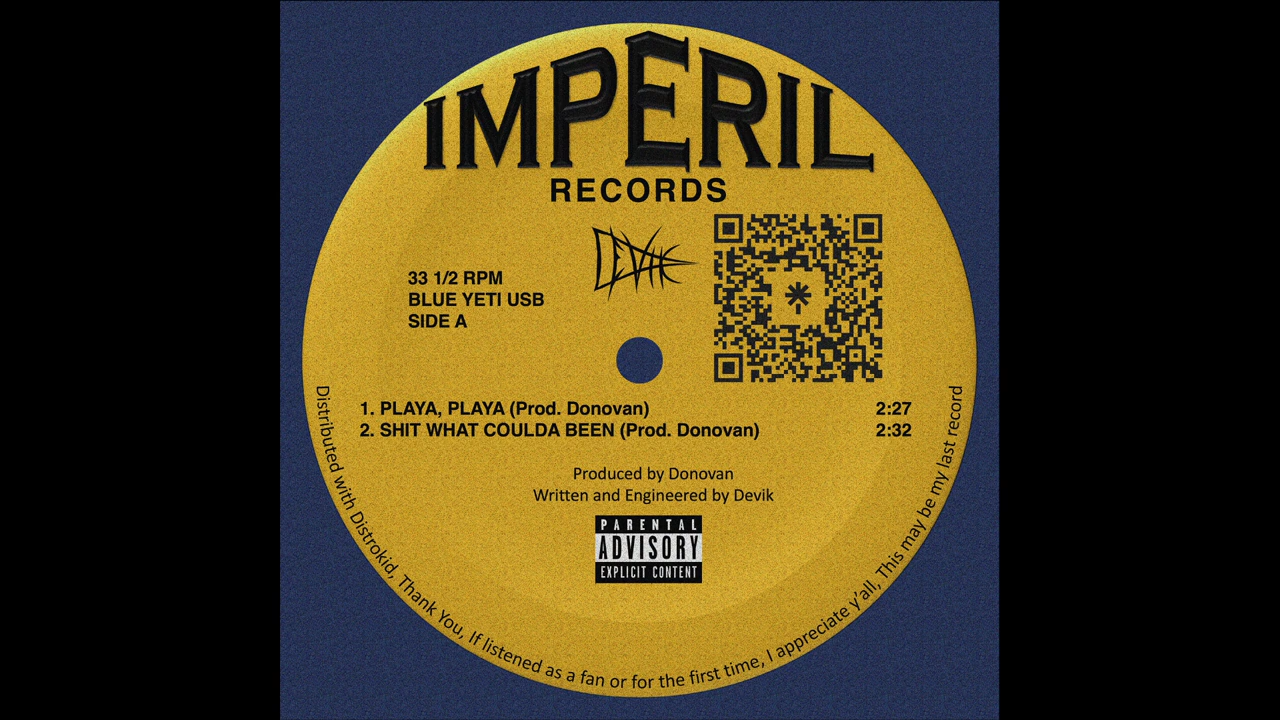 IMPERIL
RECORDS
DEVIK
33 1/2 RPM
BLUE YETI USB
SIDE A
1. PLAYA, PLAYA (Prod. Donovan) 2:27
2. SHIT WHAT COULDA BEEN (Prod. Donovan) 2:32
Produced by Donovan
Written and Engineered by Devik
PARENTAL
ADVISORY
EXPLICIT CONTENT
Distributed with Distrokid, Thank You, If listened as a fan or for the first time, I appreciate y'all, This may be my last record